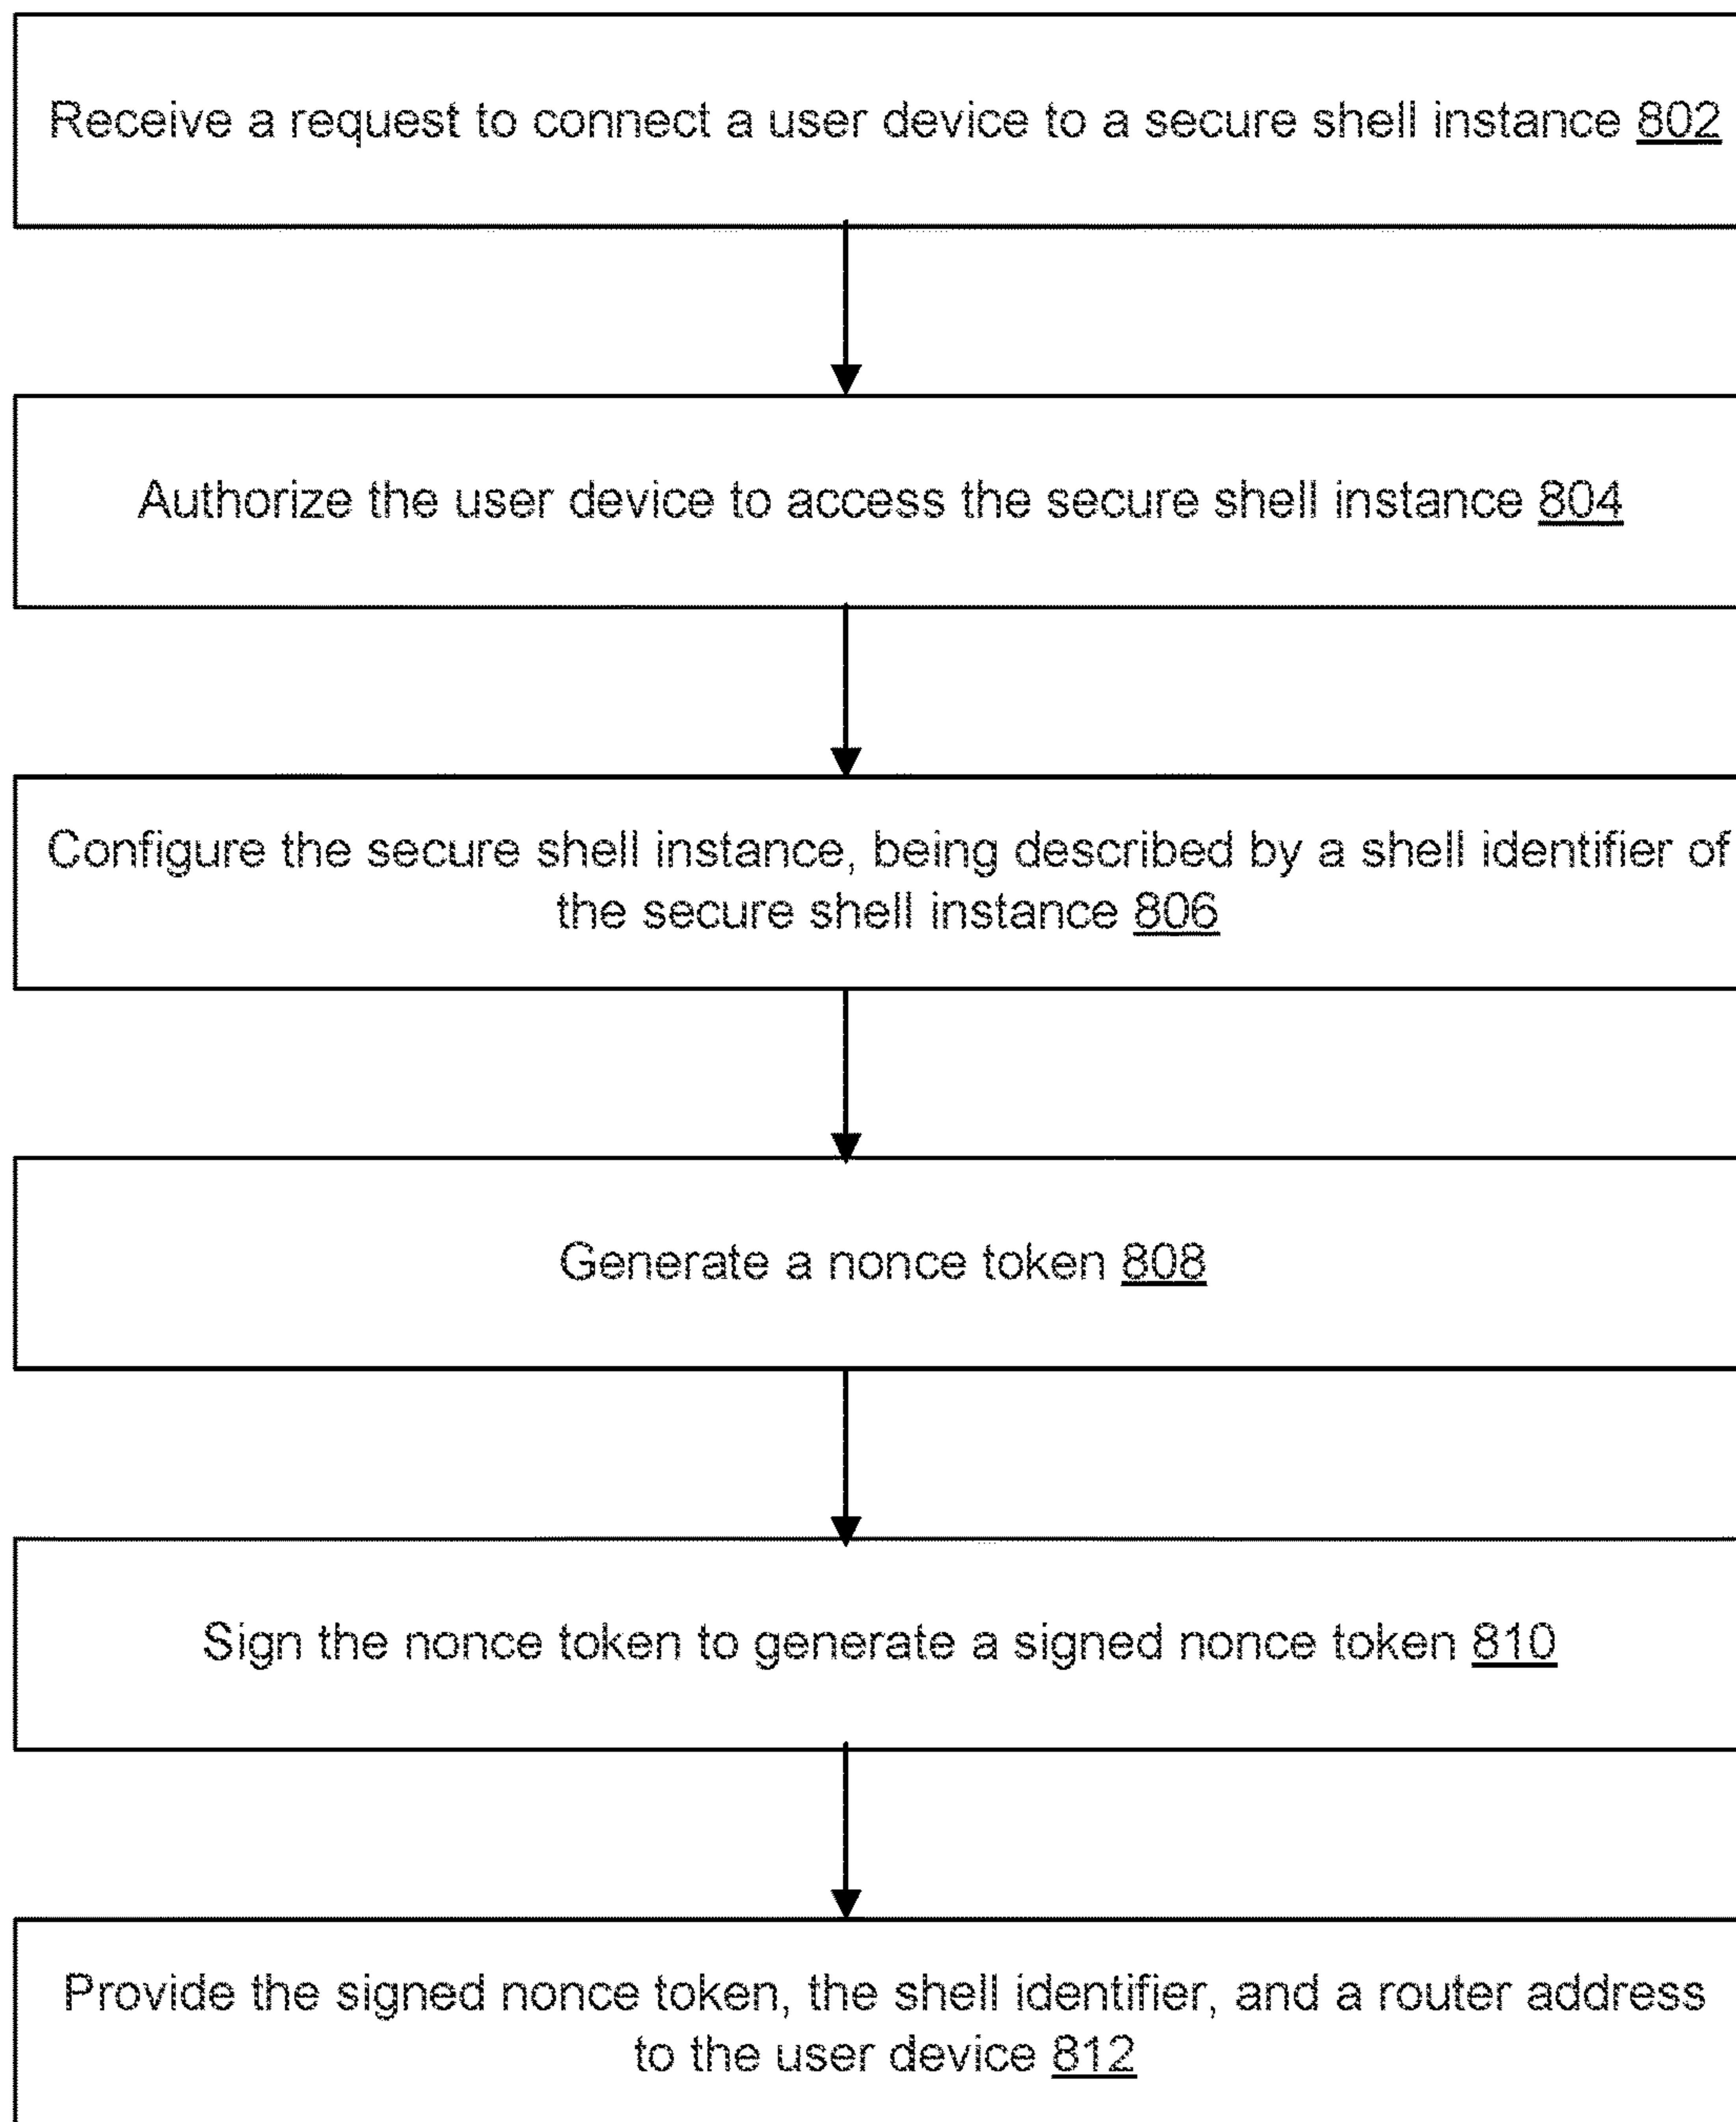 Receive a request to connect a user device to a secure shell instance 802
Authorize the user device to access the secure shell instance 804
Configure the secure shell instance, being described by a shell identifier of
the secure shell instance 806
Generate a nonce token 808
Sign the nonce token to generate a signed nonce token 810
Provide the signed nonce token, the shell identifier, and a router address
to the user device 812